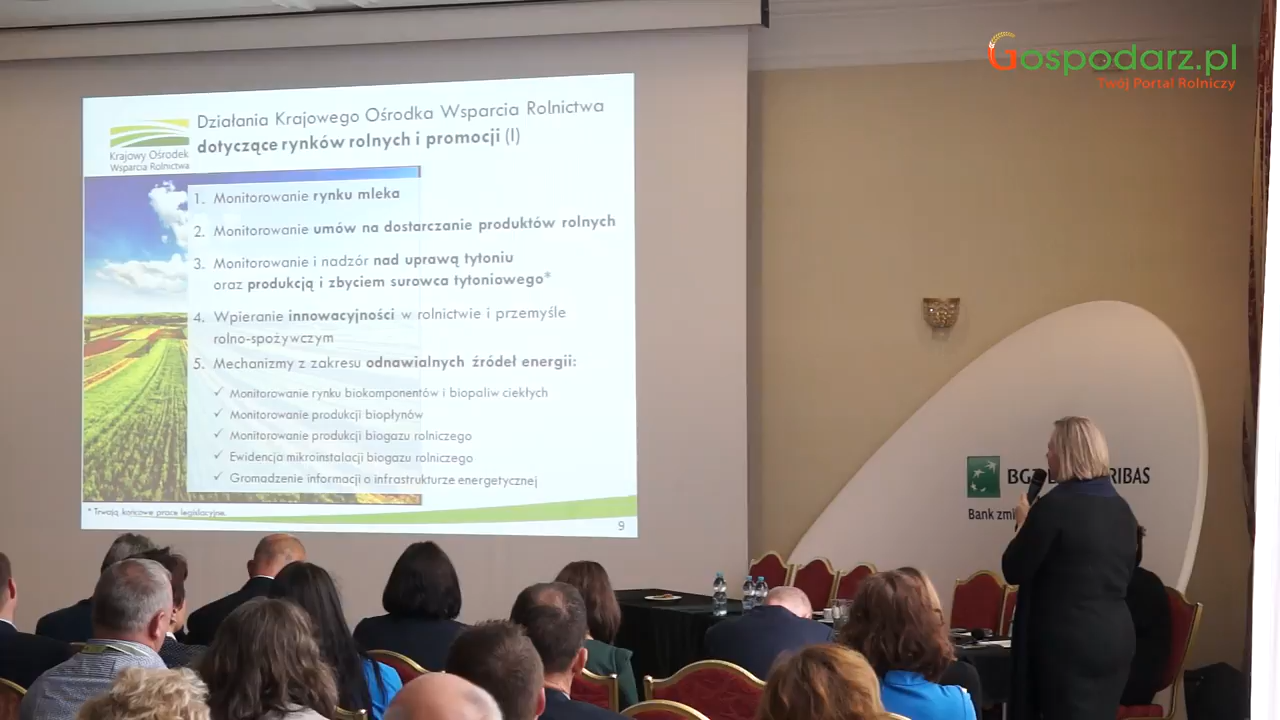 Gospodarz.pl
Twój Portal Rolniczy
Krajowy Ośrodek
Wsparcia Rolnictwa
Działania Krajowego Ośrodka Wsparcia Rolnictwa
dotyczące rynków rolnych i promocji (I)
1. Monitorowanie rynku mleka
2. Monitorowanie umów na dostarczanie produktów rolnych
3. Monitorowanie i nadzór nad uprawą tytoniu
oraz produkcją i zbyciem surowca tytoniowego*
4. Wpieranie innowacyjności w rolnictwie i przemyśle
rolno-spożywczym
5. Mechanizmy z zakresu odnawialnych źródeł energii:
✓ Monitorowanie rynku biokomponentów i biopaliw ciekłych
✓ Monitorowanie produkcji biopłynów
✓ Monitorowanie produkcji biogazu rolniczego
✓ Ewidencja mikroinstalacji biogazu rolniczego
✓ Gromadzenie informacji o infrastrukturze energetycznej
* Trwają końcowe prace legislacyjne.
9
BGŻ
Bank